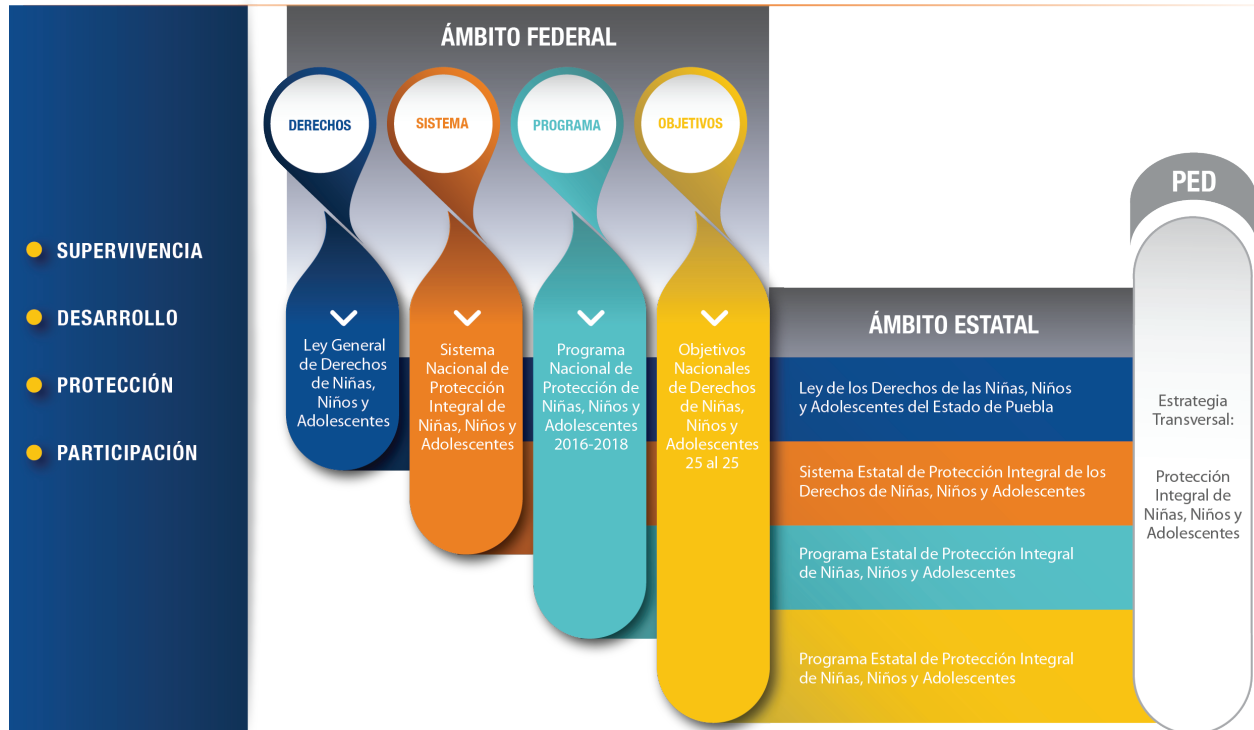 SUPERVIVENCIA
DESARROLLO
PROTECCIÓN
PARTICIPACIÓN
ÁMBITO FEDERAL
DERECHOS
Ley General
de Derechos
de Niñas,
Niños y
Adolescentes
SISTEMA
Sistema
Nacional de
Protección
Integral de
Niñas, Niños y
Adolescentes
PROGRAMA
Programa
Nacional de
Protección de
Niñas, Niños y
Adolescentes
2016-2018
OBJETIVOS
Objetivos
Nacionales
de Derechos
de Niñas,
Niños y
Adolescentes
25 al 25
ÁMBITO ESTATAL
Ley de los Derechos de las Niñas, Niños
y Adolescentes del Estado de Puebla
Sistema Estatal de Protección Integral de los
Derechos de Niñas, Niños y Adolescentes
Programa Estatal de Protección Integral
de Niñas, Niños y Adolescentes
Programa Estatal de Protección Integral
de Niñas, Niños y Adolescentes
PED
Estrategia
Transversal:
Protección
Integral de
Niñas, Niños y
Adolescentes